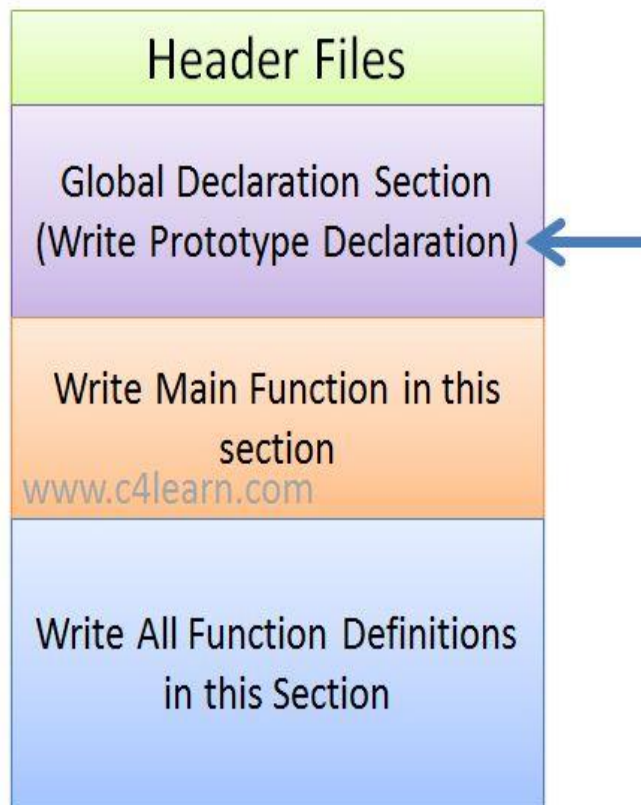 Header Files
Global Declaration Section
(Write Prototype Declaration)
Write Main Function in this
section
www.c4learn.com
Write All Function Definitions
in this Section